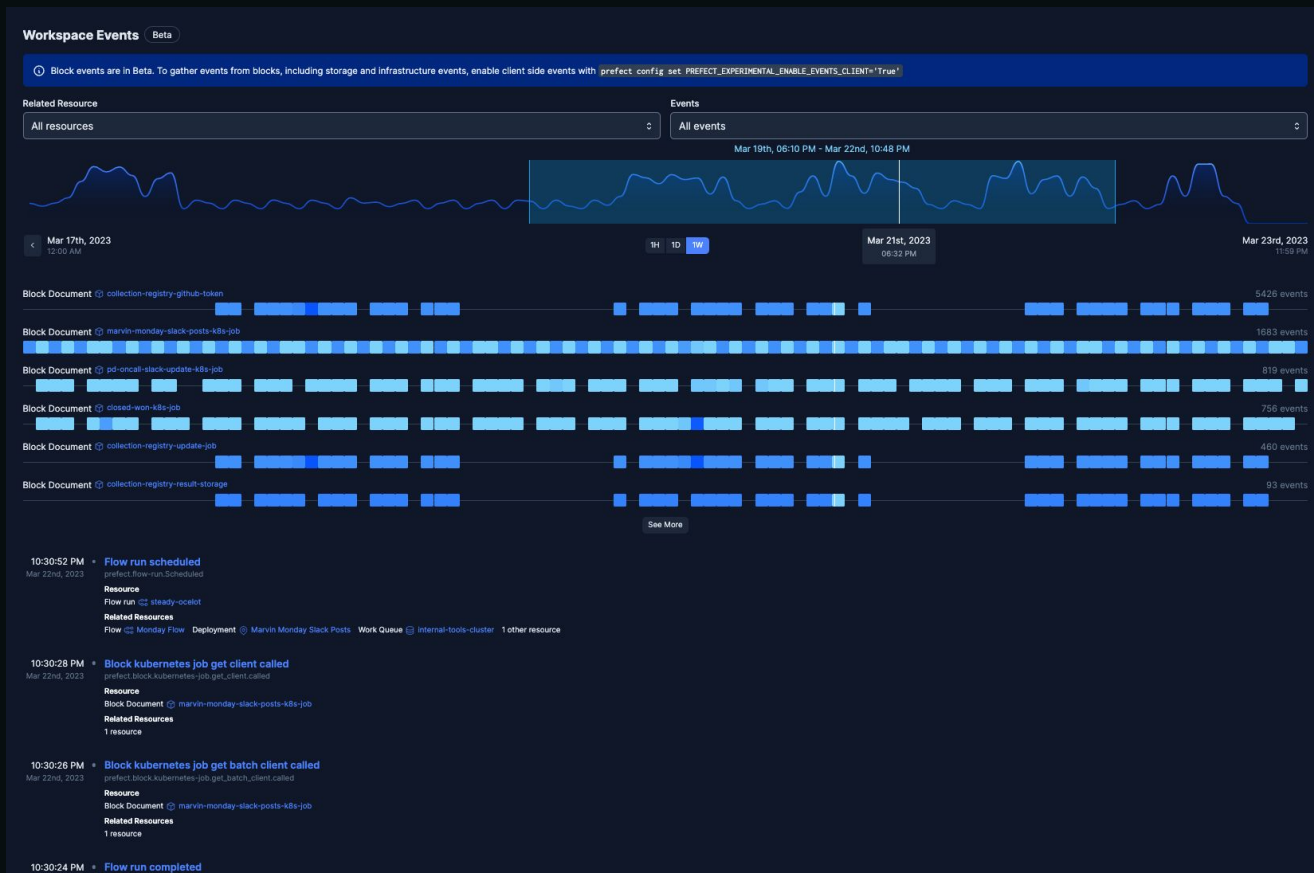 Workspace Events Beta
Block events are in Beta. To gather events from blocks, including storage and infrastructure events, enable client side events with prefect config set PREFECT_EXPERIMENTAL_ENABLE_EVENTS_CLIENT='True'
Related Resource Events
All resources All events
Mar 19th, 06:10 PM - Mar 22nd, 10:48 PM
Mar 17th, 2023 1H 1D 1W Mar 21st, 2023 Mar 23rd, 2023
12:00 AM 06:32 PM 11:59 PM
Block Document collection-registry-github-token 5426 events
Block Document marvin-monday-slack-posts-k8s-job 1683 events
Block Document pd-oncall-slack-update-k8s-job 819 events
Block Document closed-won-k8s-job 756 events
Block Document collection-registry-update-job 460 events
Block Document collection-registry-result-storage 93 events
See More
10:30:52 PM Flow run scheduled
Mar 22nd, 2023 prefect.flow-run.Scheduled
Resource
Flow run steady-ocelot
Related Resources
Flow Monday Flow Deployment Marvin Monday Slack Posts Work Queue internal-tools-cluster 1 other resource
10:30:28 PM Block kubernetes job get client called
Mar 22nd, 2023 prefect.block.kubernetes-job.get_client.called
Resource
Block Document marvin-monday-slack-posts-k8s-job
Related Resources
1 resource
10:30:26 PM Block kubernetes job get batch client called
Mar 22nd, 2023 prefect.block.kubernetes-job.get_batch_client.called
Resource
Block Document marvin-monday-slack-posts-k8s-job
Related Resources
1 resource
10:30:24 PM Flow run completed